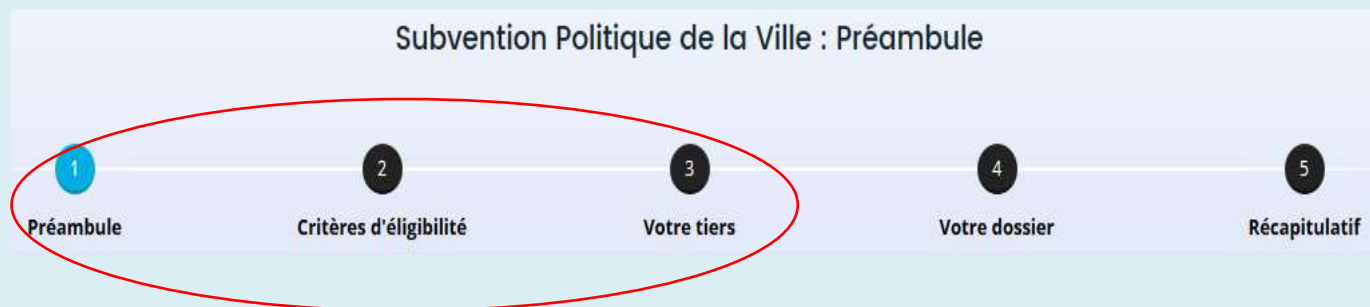 Subvention Politique de la Ville : Préambule
1 2 3 4 5
Préambule Critères d'éligibilité Votre tiers Votre dossier Récapitulatif